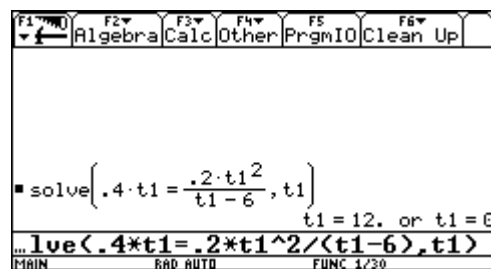 F1 F2 F3 F4 F5 F6
Algebra Calc Other PrgmIO Clean Up
▪ solve(.4·t1 = .2·t1²/(t1 − 6), t1)
t1 = 12. or t1 = 0
…lve(.4*t1=.2*t1^2/(t1-6),t1)
MAIN RAD AUTO FUNC 1/30